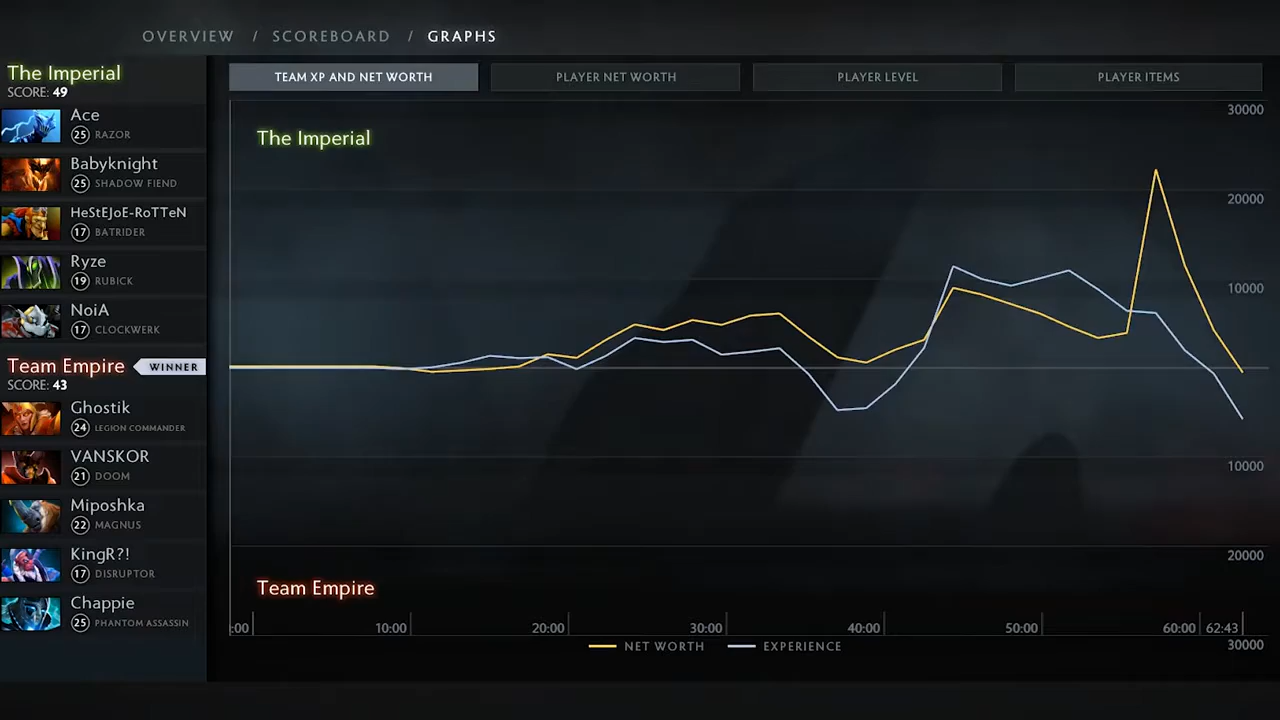 OVERVIEW / SCOREBOARD / GRAPHS
The Imperial
SCORE: 49
Ace
25 RAZOR
Babyknight
25 SHADOW FIEND
HeStEJoE-RoTTeN
17 BATRIDER
Ryze
19 RUBICK
NoiA
17 CLOCKWERK
Team Empire WINNER
SCORE: 43
Ghostik
24 LEGION COMMANDER
VANSKOR
21 DOOM
Miposhka
22 MAGNUS
KingR?!
17 DISRUPTOR
Chappie
25 PHANTOM ASSASSIN
TEAM XP AND NET WORTH PLAYER NET WORTH PLAYER LEVEL PLAYER ITEMS
30000
The Imperial
20000
10000
10000
20000
Team Empire
:00 10:00 20:00 30:00 40:00 50:00 60:00 62:43
30000
NET WORTH EXPERIENCE